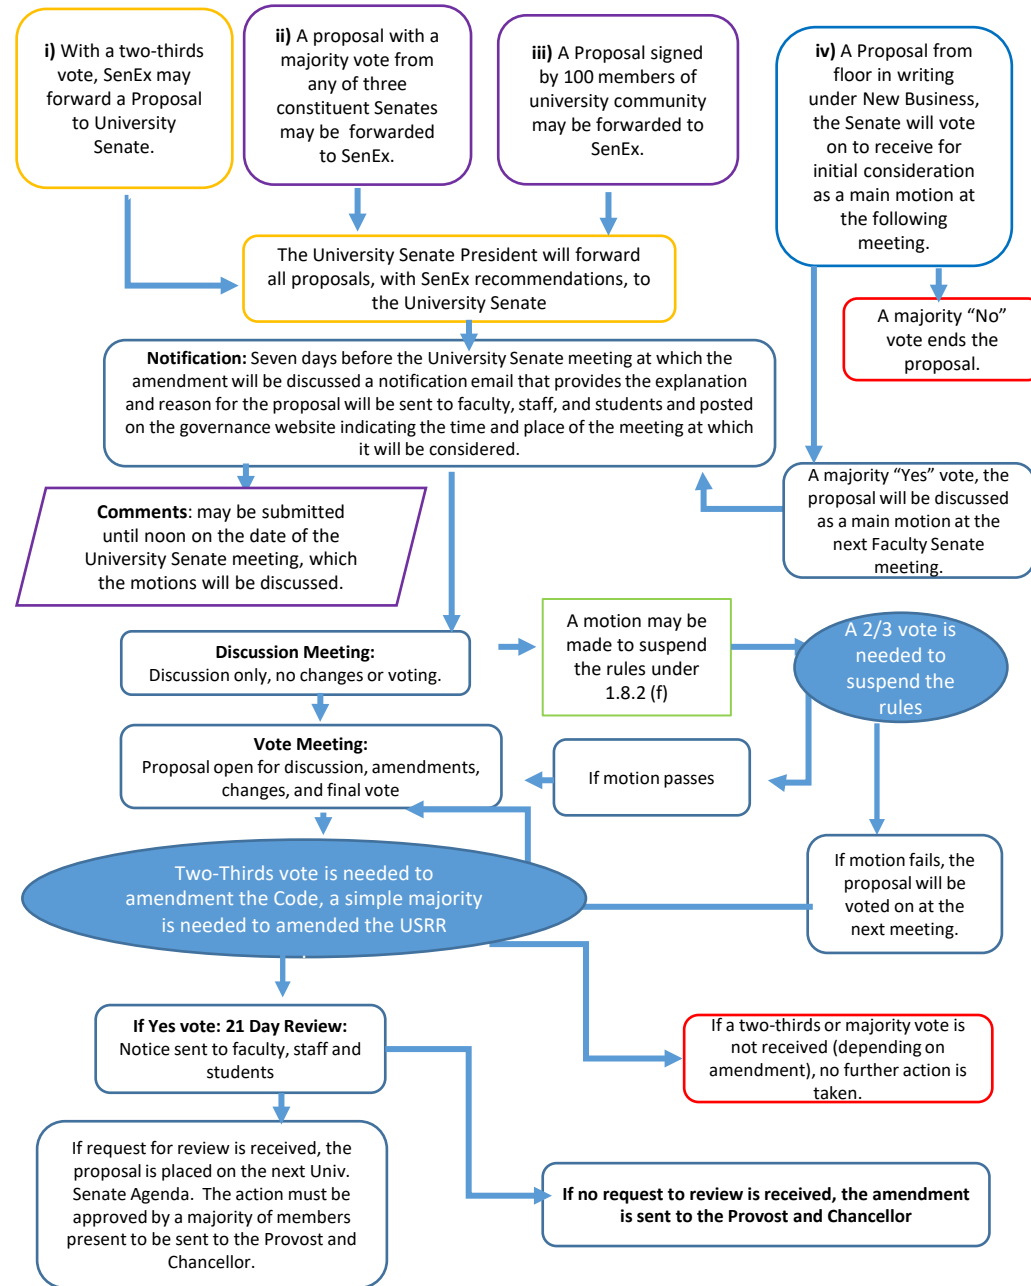 i) With a two-thirds
vote, SenEx may
forward a Proposal
to University
Senate.
ii) A proposal with a
majority vote from
any of three
constituent Senates
may be forwarded
to SenEx.
iii) A Proposal signed
by 100 members of
university community
may be forwarded to
SenEx.
iv) A Proposal from
floor in writing
under New Business,
the Senate will vote
on to receive for
initial consideration
as a main motion at
the following
meeting.
The University Senate President will forward
all proposals, with SenEx recommendations, to
the University Senate
A majority “No”
vote ends the
proposal.
Notification: Seven days before the University Senate meeting at which the
amendment will be discussed a notification email that provides the explanation
and reason for the proposal will be sent to faculty, staff, and students and posted
on the governance website indicating the time and place of the meeting at which
it will be considered.
A majority “Yes” vote, the
proposal will be discussed
as a main motion at the
next Faculty Senate
meeting.
Comments: may be submitted
until noon on the date of the
University Senate meeting, which
the motions will be discussed.
Discussion Meeting:
Discussion only, no changes or voting.
A motion may be
made to suspend
the rules under
1.8.2 (f)
A 2/3 vote is
needed to
suspend the
rules
Vote Meeting:
Proposal open for discussion, amendments,
changes, and final vote
If motion passes
If motion fails, the
proposal will be
voted on at the
next meeting.
Two-Thirds vote is needed to
amendment the Code, a simple majority
is needed to amended the USRR
If Yes vote: 21 Day Review:
Notice sent to faculty, staff and
students
If a two-thirds or majority vote is
not received (depending on
amendment), no further action is
taken.
If request for review is received, the
proposal is placed on the next Univ.
Senate Agenda. The action must be
approved by a majority of members
present to be sent to the Provost and
Chancellor.
If no request to review is received, the amendment
is sent to the Provost and Chancellor